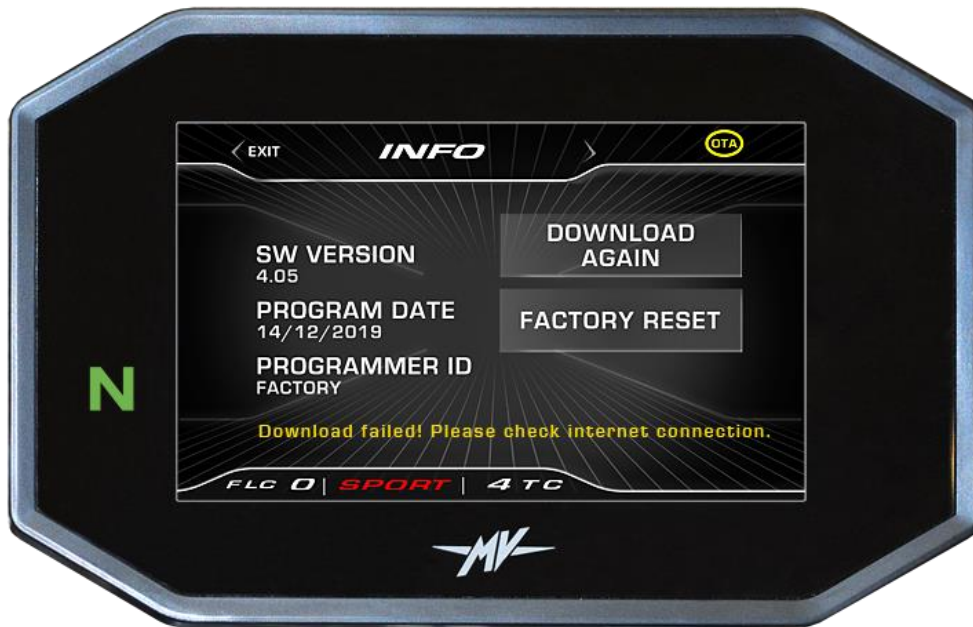 EXIT
INFO
OTA
SW VERSION
4.05
DOWNLOAD
AGAIN
PROGRAM DATE
14/12/2019
FACTORY RESET
PROGRAMMER ID
FACTORY
N
Download failed! Please check internet connection.
FLC 0 | SPORT | 4 TC
MV